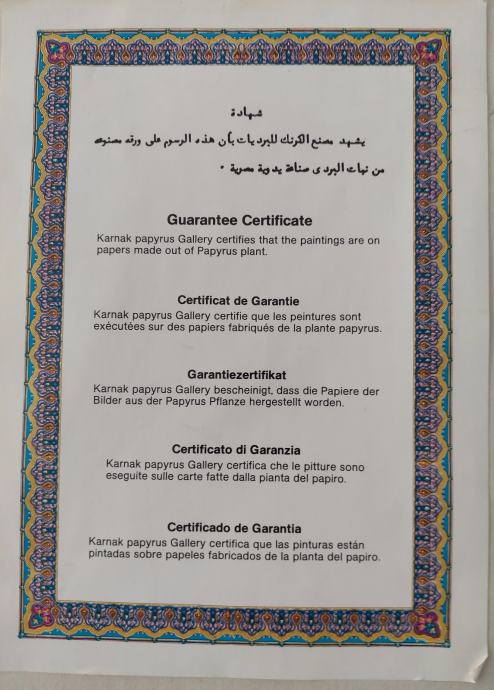 شهادة
يشهد مصنع الكرنك للبرديات بأن هذه الرسوم على ورقه مصنوعه
من نبات البردى صناعة يدوية مصرية .
Guarantee Certificate
Karnak papyrus Gallery certifies that the paintings are on
papers made out of Papyrus plant.
Certificat de Garantie
Karnak papyrus Gallery certifie que les peintures sont
exécutées sur des papiers fabriqués de la plante papyrus.
Garantiezertifikat
Karnak papyrus Gallery bescheinigt, dass die Papiere der
Bilder aus der Papyrus Pflanze hergestellt worden.
Certificato di Garanzia
Karnak papyrus Gallery certifica che le pitture sono
eseguite sulle carte fatte dalla pianta del papiro.
Certificado de Garantia
Karnak papyrus Gallery certifica que las pinturas están
pintadas sobre papeles fabricados de la planta del papiro.